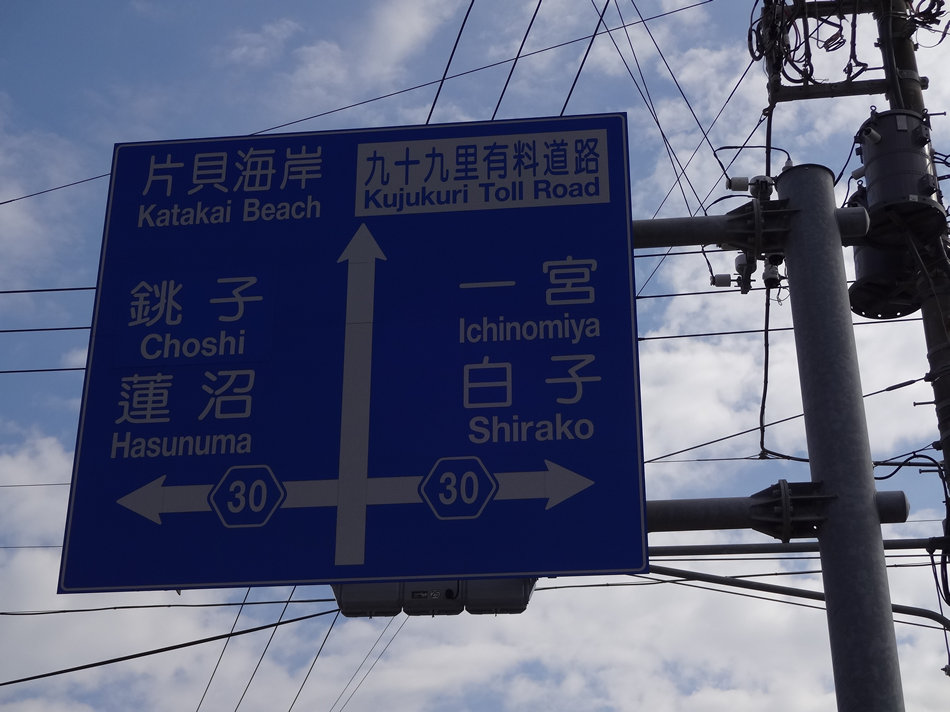 片貝海岸
Katakai Beach
九十九里有料道路
Kujukuri Toll Road
銚子
Choshi
蓮沼
Hasunuma
一宮
Ichinomiya
白子
Shirako
30
30